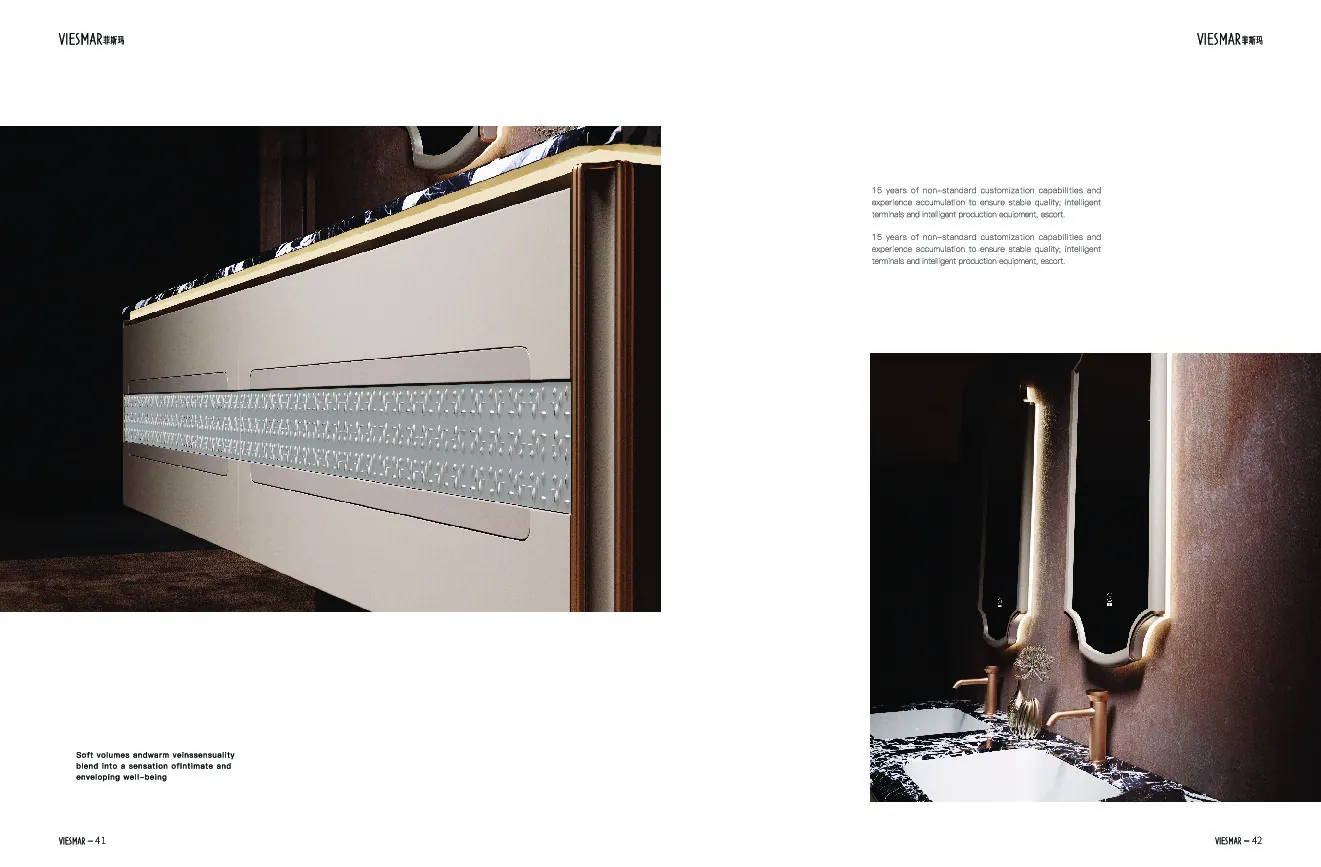 VIESMAR菲斯玛
VIESMAR菲斯玛
15 years of non-standard customization capabilities and
experience accumulation to ensure stable quality; intelligent
terminals and intelligent production equipment, escort.
15 years of non-standard customization capabilities and
experience accumulation to ensure stable quality; intelligent
terminals and intelligent production equipment, escort.
Soft volumes andwarm veinssensuality
blend into a sensation ofintimate and
enveloping well-being
VIESMAR - 41
VIESMAR - 42